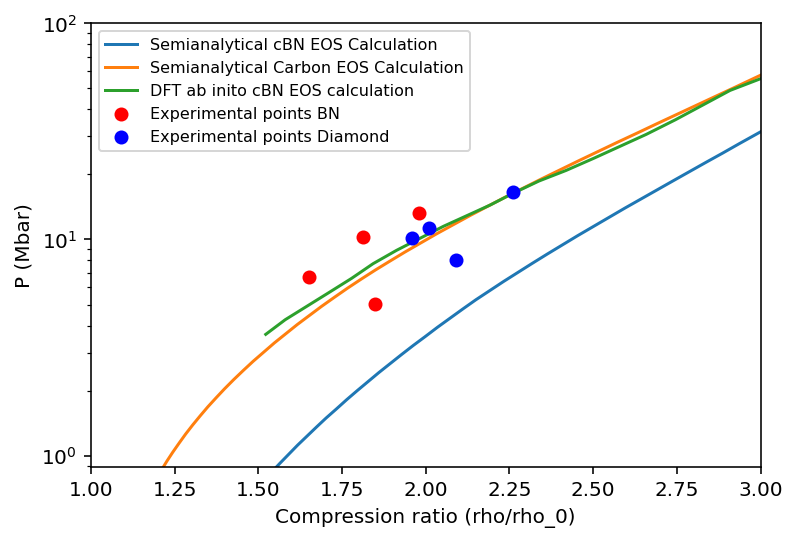 10²
10¹
10⁰
P (Mbar)
Semianalytical cBN EOS Calculation
Semianalytical Carbon EOS Calculation
DFT ab inito cBN EOS calculation
Experimental points BN
Experimental points Diamond
1.00 1.25 1.50 1.75 2.00 2.25 2.50 2.75 3.00
Compression ratio (rho/rho_0)